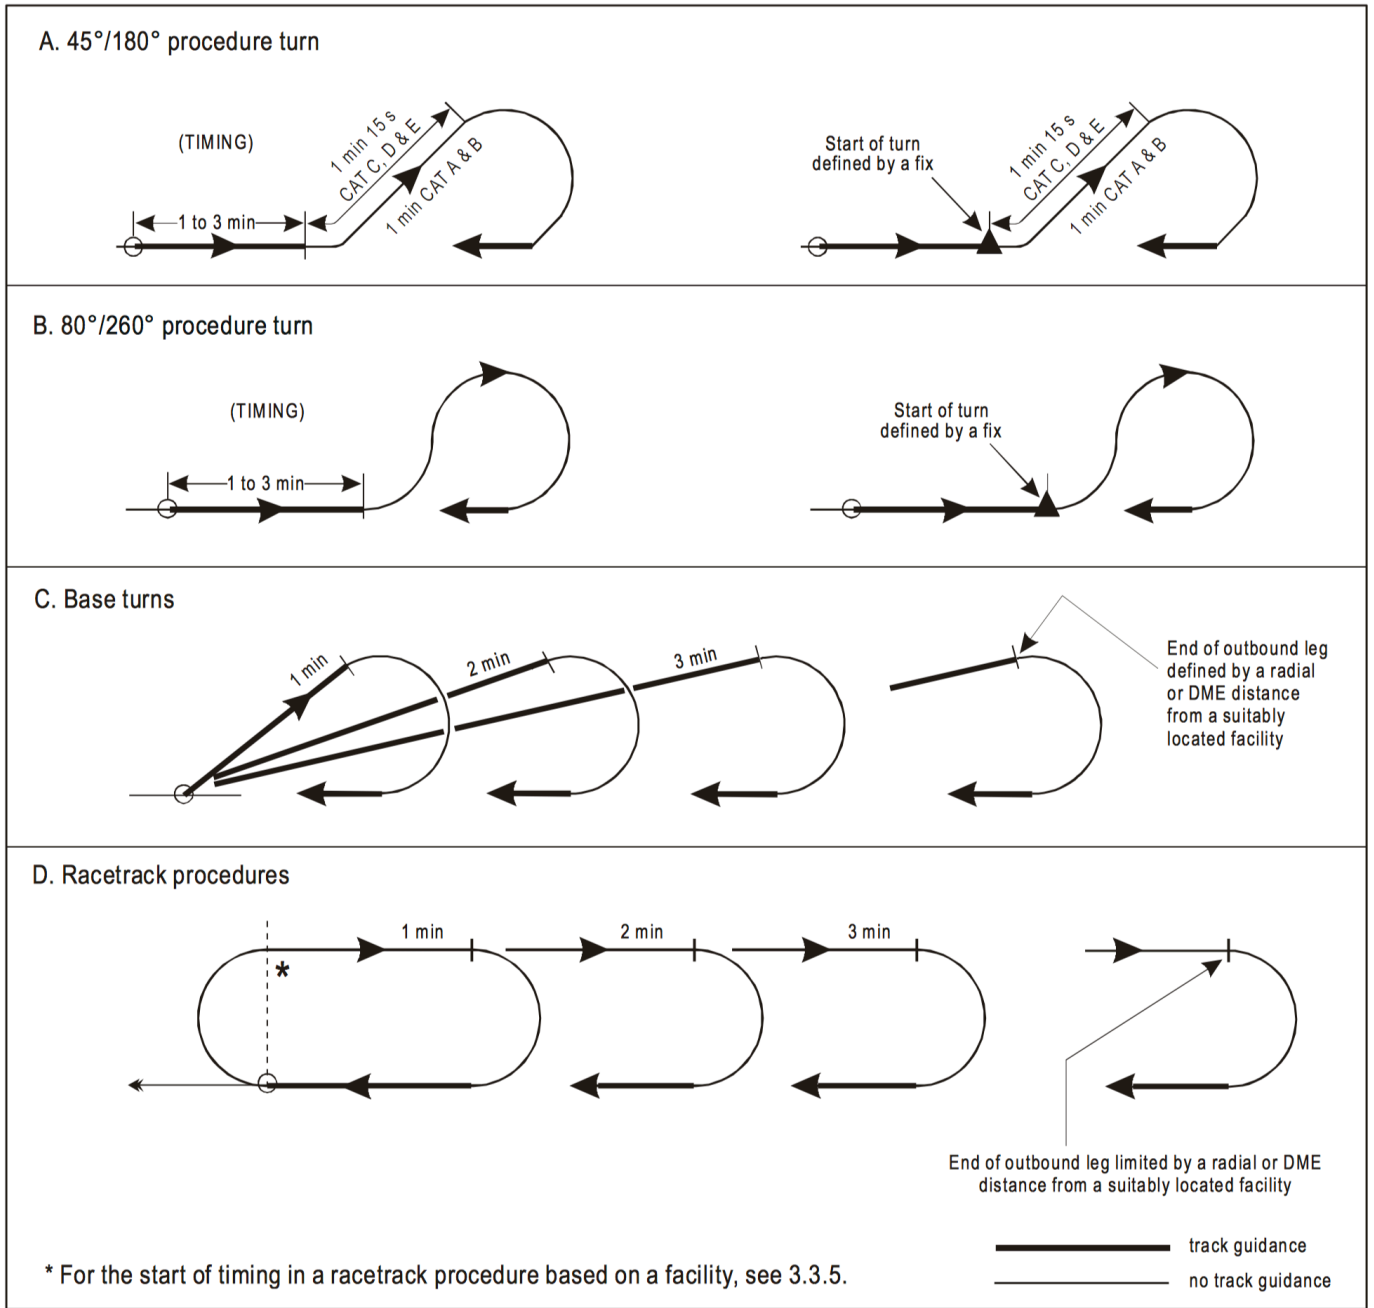 A. 45°/180° procedure turn
(TIMING)
1 min 15 s
CAT C, D & E
1 min CAT A & B
1 to 3 min
Start of turn
defined by a fix
1 min 15 s
CAT C, D & E
1 min CAT A & B
B. 80°/260° procedure turn
(TIMING)
1 to 3 min
Start of turn
defined by a fix
C. Base turns
1 min
2 min
3 min
End of outbound leg
defined by a radial
or DME distance
from a suitably
located facility
D. Racetrack procedures
1 min
2 min
3 min
*
End of outbound leg limited by a radial or DME
distance from a suitably located facility
track guidance
no track guidance
* For the start of timing in a racetrack procedure based on a facility, see 3.3.5.